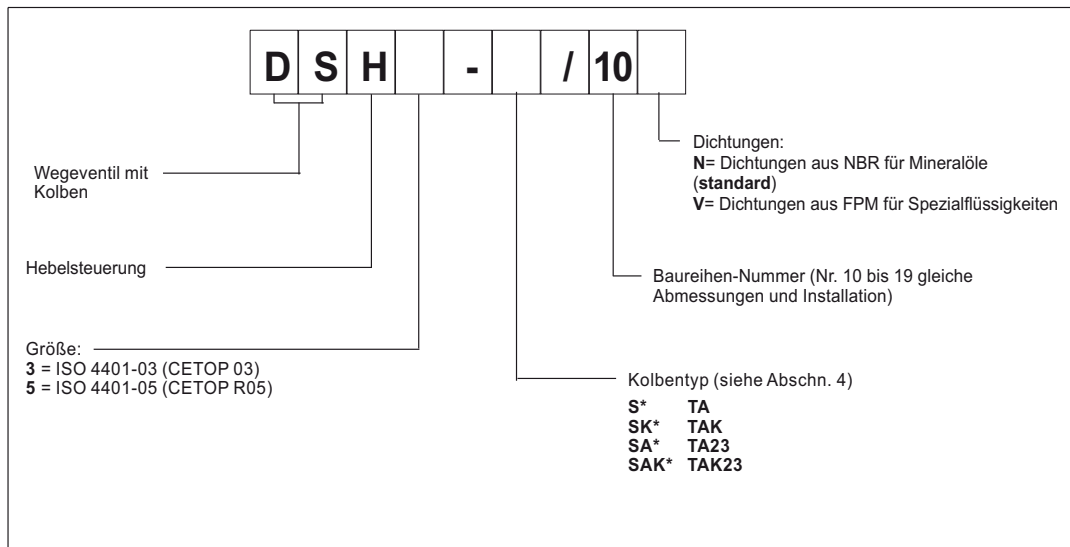 D S H - / 10
Dichtungen:
N= Dichtungen aus NBR für Mineralöle
(standard)
V= Dichtungen aus FPM für Spezialflüssigkeiten
Wegeventil mit
Kolben
Hebelsteuerung
Baureihen-Nummer (Nr. 10 bis 19 gleiche
Abmessungen und Installation)
Größe:
3 = ISO 4401-03 (CETOP 03)
5 = ISO 4401-05 (CETOP R05)
Kolbentyp (siehe Abschn. 4)
S* TA
SK* TAK
SA* TA23
SAK* TAK23